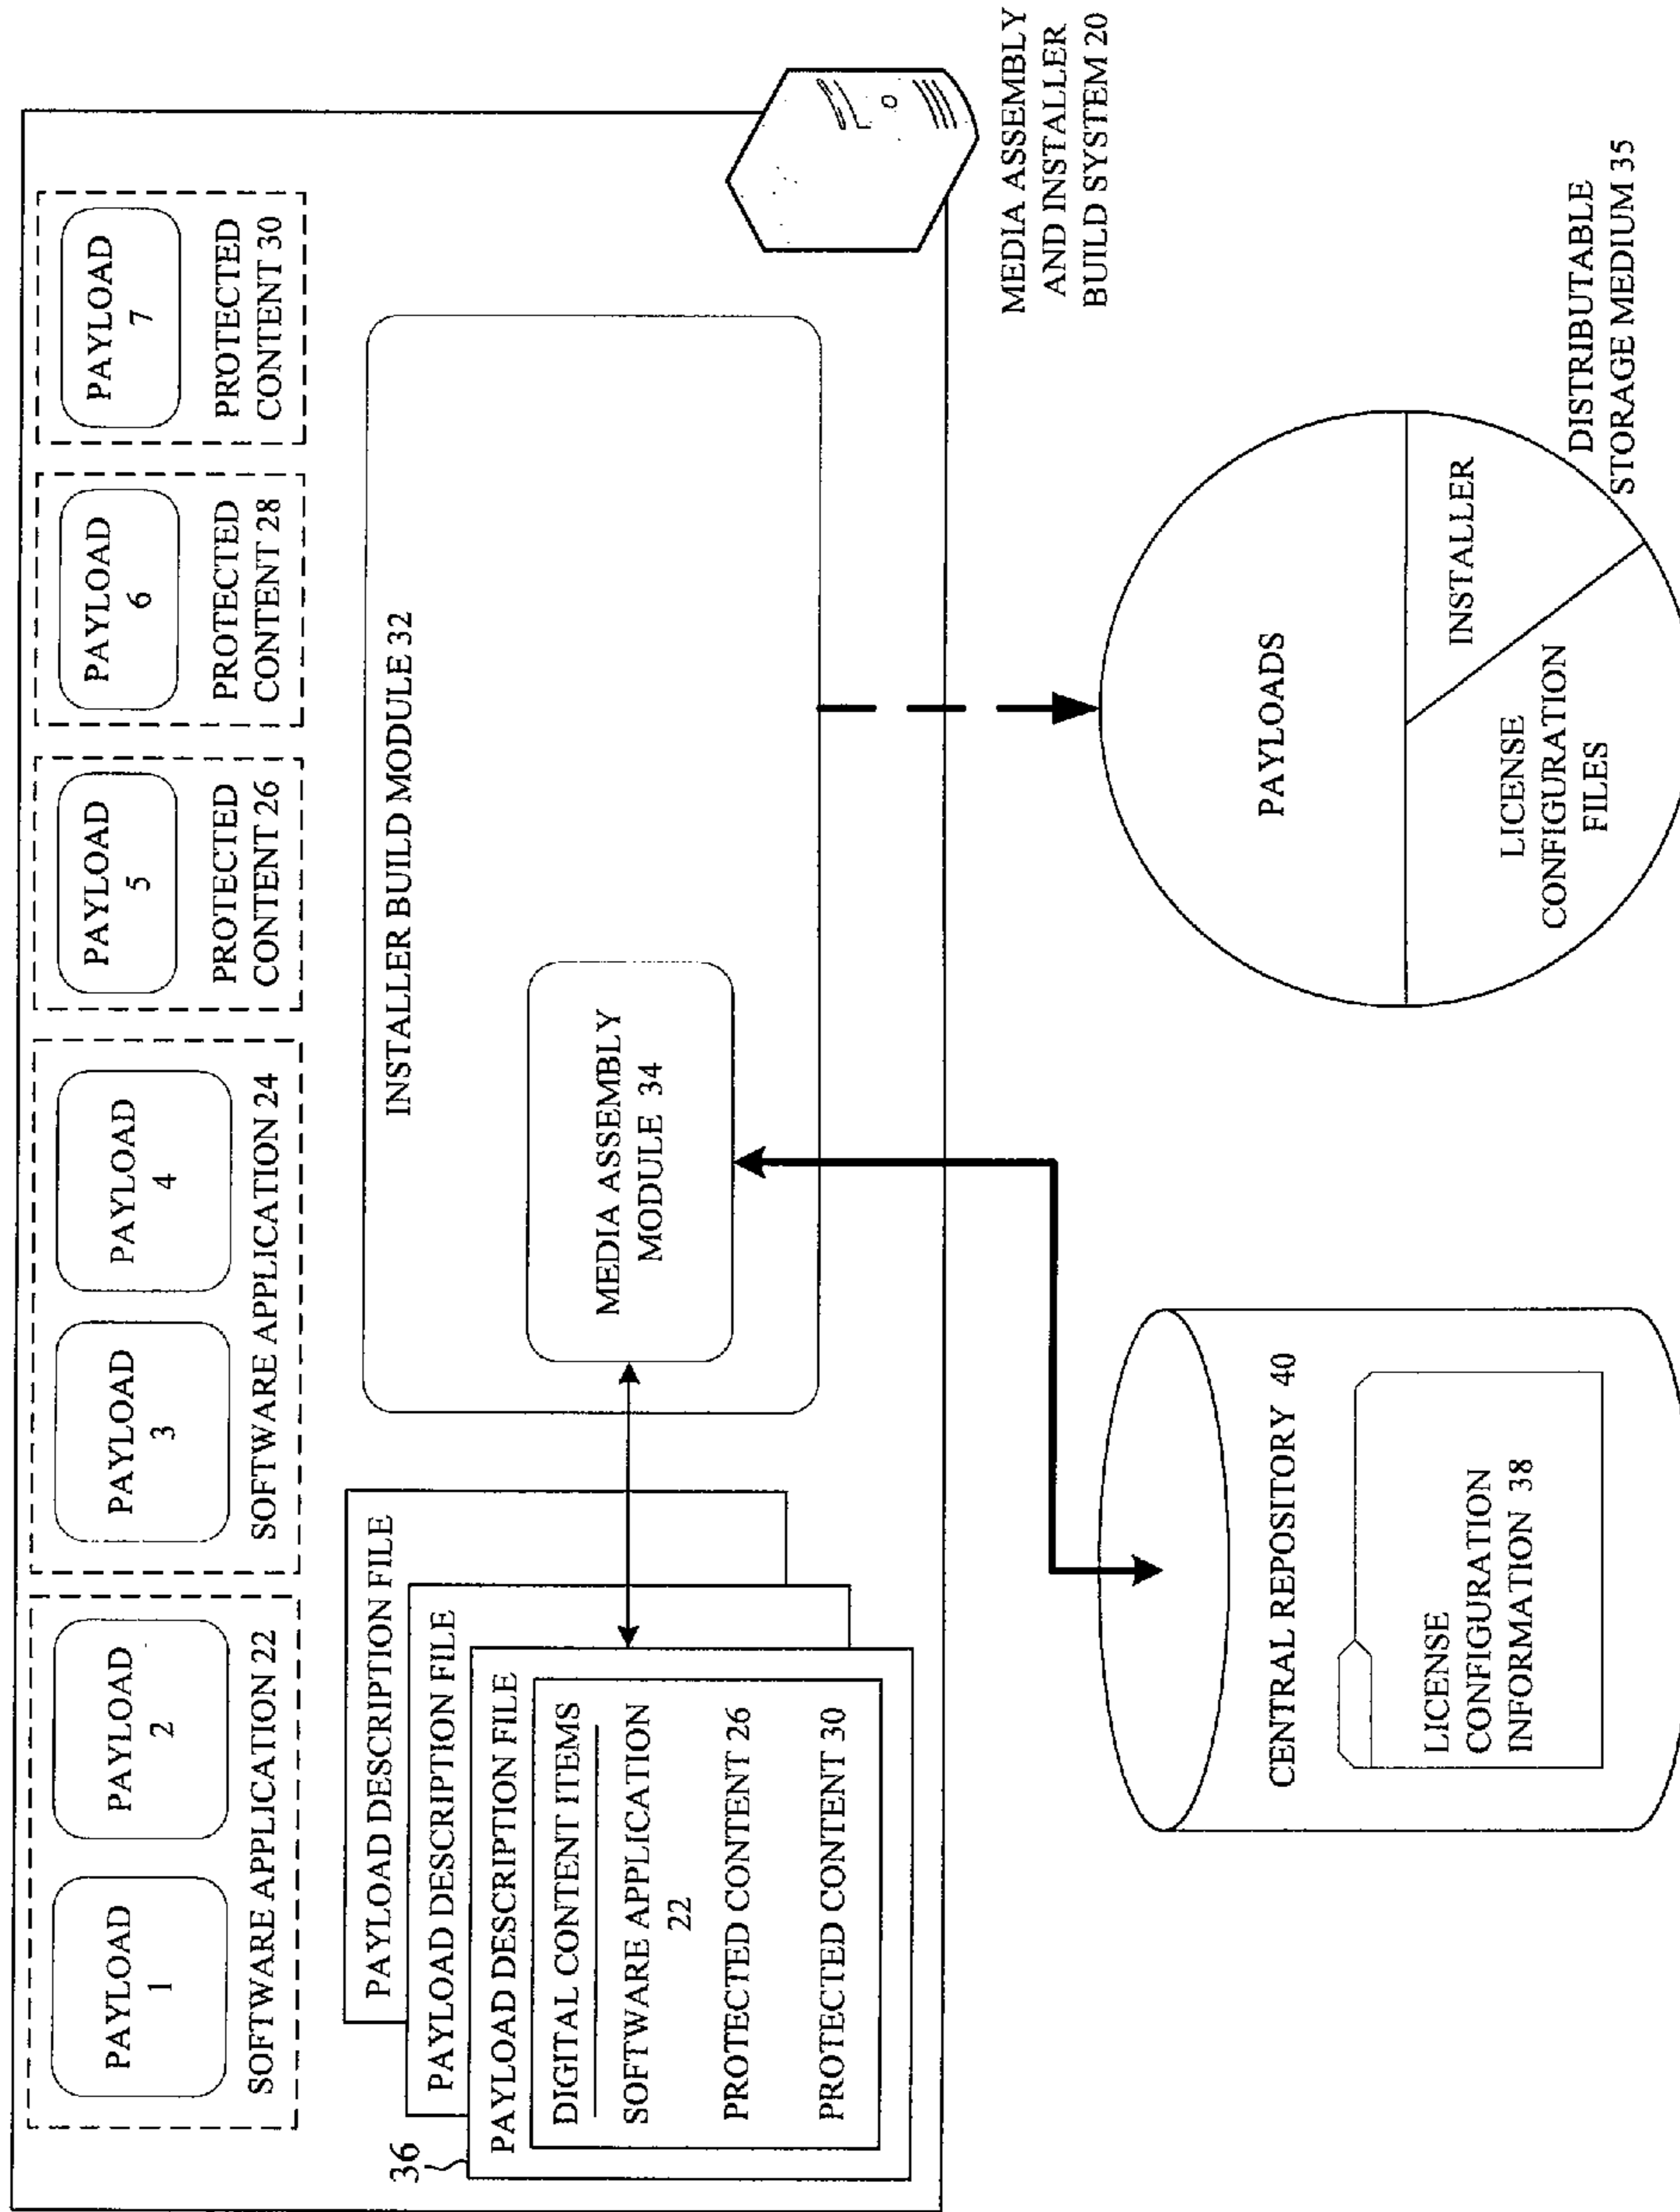 PAYLOAD
1
PAYLOAD
2
SOFTWARE APPLICATION 22
PAYLOAD
3
PAYLOAD
4
SOFTWARE APPLICATION 24
PAYLOAD
5
PROTECTED
CONTENT 26
PAYLOAD
6
PROTECTED
CONTENT 28
PAYLOAD
7
PROTECTED
CONTENT 30
36
PAYLOAD DESCRIPTION FILE
PAYLOAD DESCRIPTION FILE
PAYLOAD DESCRIPTION FILE
DIGITAL CONTENT ITEMS
SOFTWARE APPLICATION
22
PROTECTED CONTENT 26
PROTECTED CONTENT 30
INSTALLER BUILD MODULE 32
MEDIA ASSEMBLY
MODULE 34
MEDIA ASSEMBLY
AND INSTALLER
BUILD SYSTEM 20
CENTRAL REPOSITORY 40
LICENSE
CONFIGURATION
INFORMATION 38
PAYLOADS
INSTALLER
LICENSE
CONFIGURATION
FILES
DISTRIBUTABLE
STORAGE MEDIUM 35